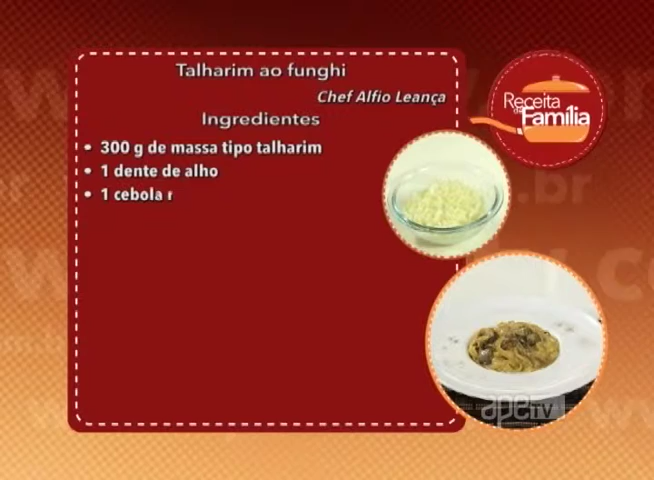 Talharim ao funghi
Chef Alfio Leança
Ingredientes
• 300 g de massa tipo talharim
• 1 dente de alho
• 1 cebola r
Receita
de
Família
apeTV